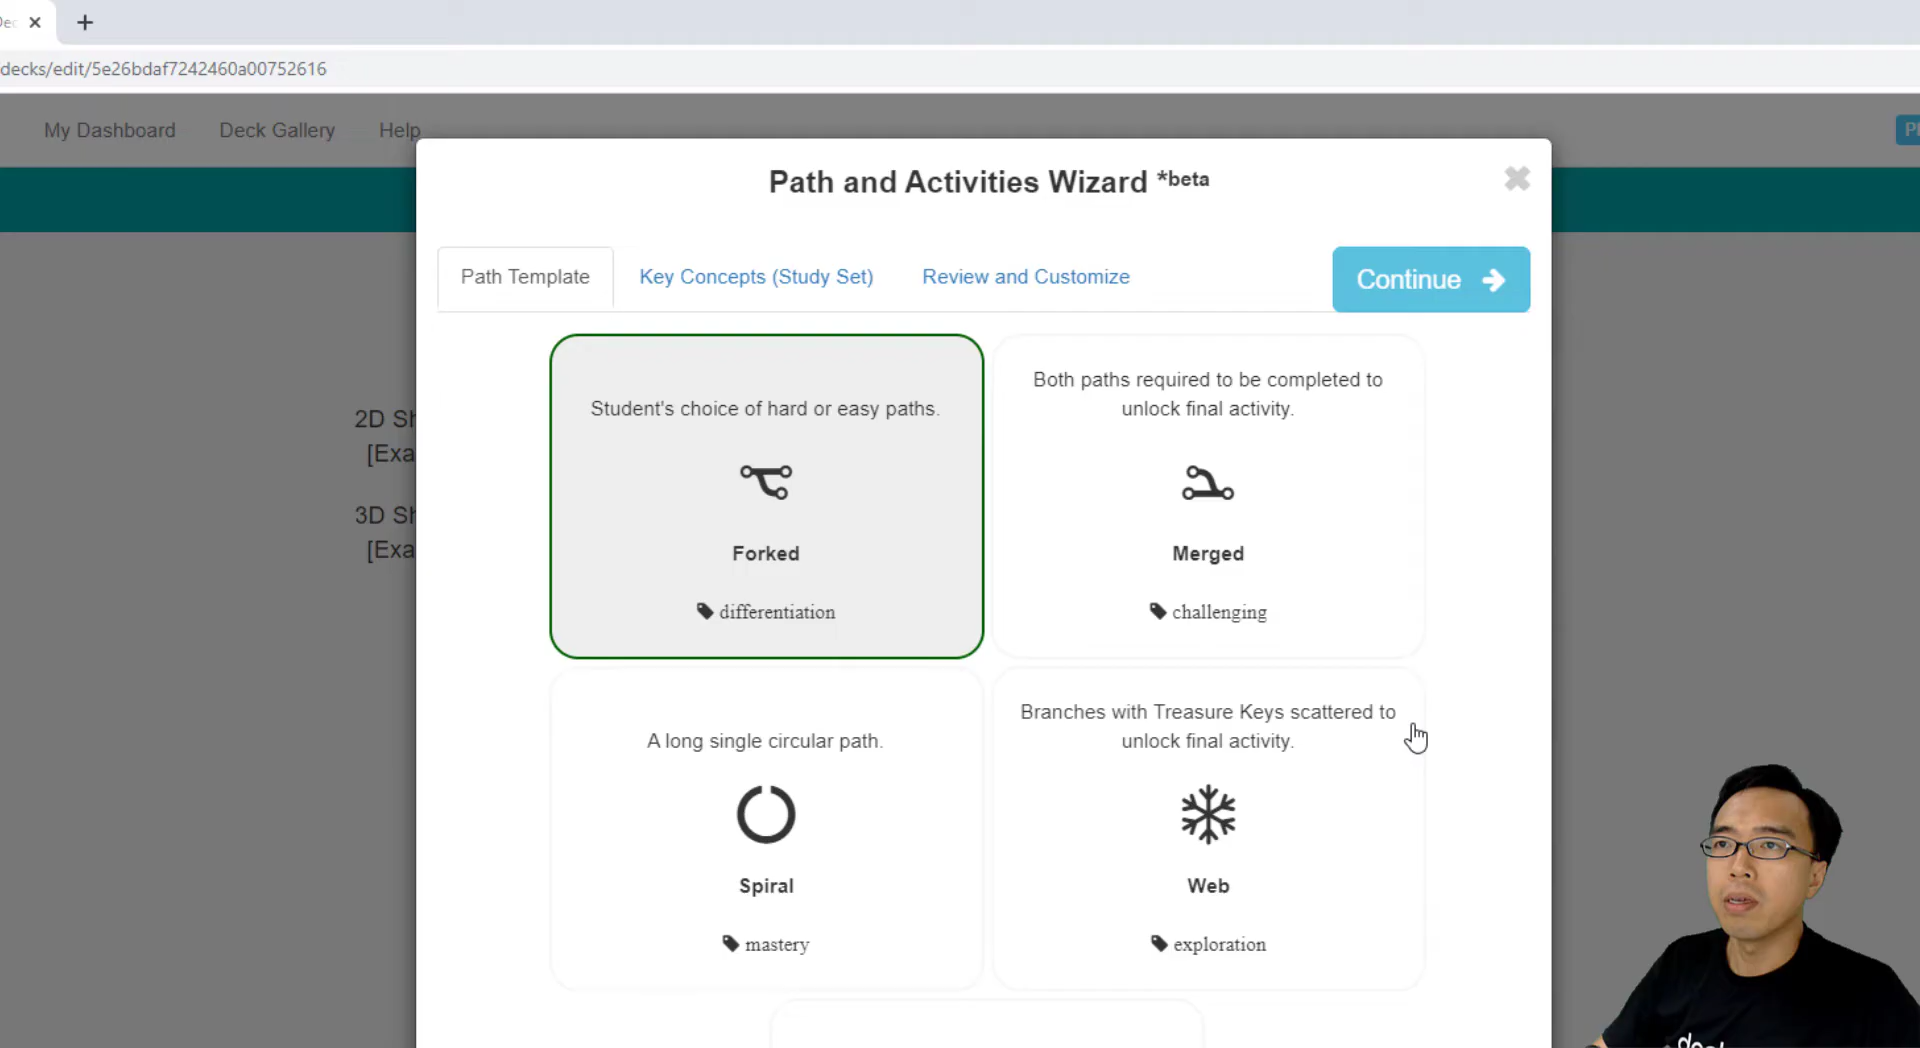 decks/edit/5e26bdaf7242460a00752616
My Dashboard Deck Gallery Help
Path and Activities Wizard *beta
Path Template Key Concepts (Study Set) Review and Customize Continue
Student's choice of hard or easy paths.
Forked
differentiation
Both paths required to be completed to
unlock final activity.
Merged
challenging
2D Sh
[Exa
3D Sh
[Exa
A long single circular path.
Spiral
mastery
Branches with Treasure Keys scattered to
unlock final activity.
Web
exploration